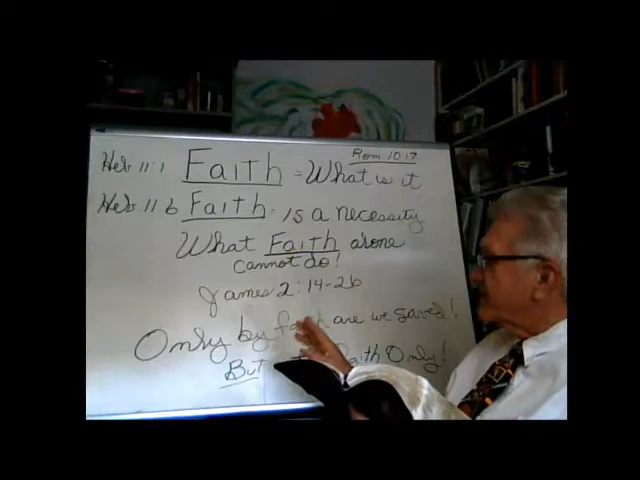 Heb 11:1 Faith = What is it Rom 10:17
Heb 11:6 Faith is a necessity
What Faith alone
cannot do!
James 2:14-26
Only by faith are we saved!
But Faith Only!